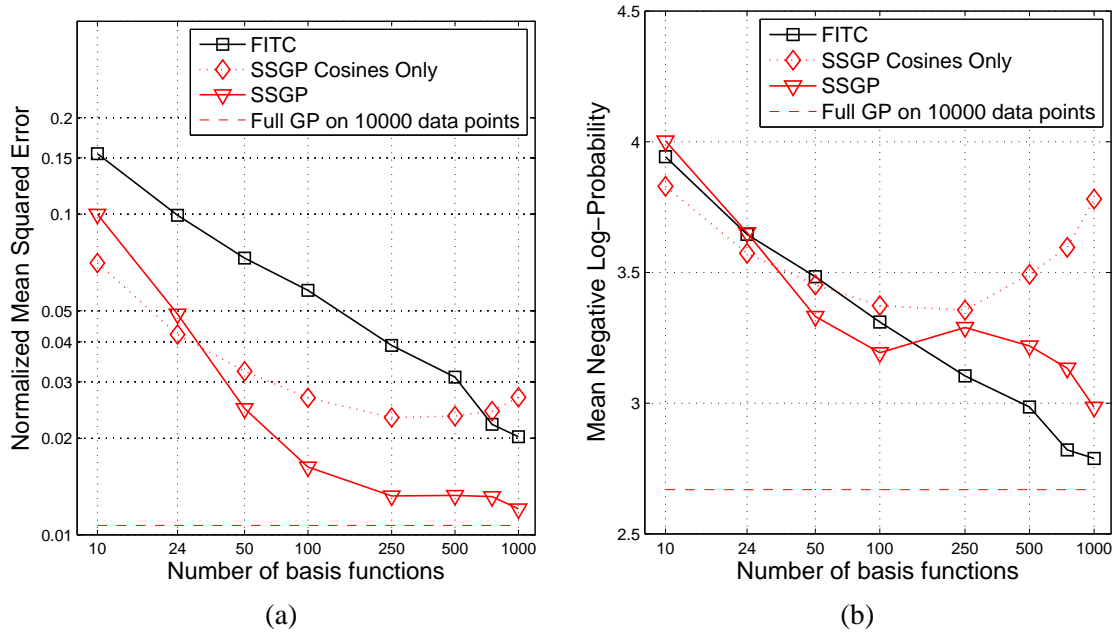 FITC
SSGP Cosines Only
SSGP
Full GP on 10000 data points
Normalized Mean Squared Error
0.2
0.15
0.1
0.05
0.04
0.03
0.02
0.01
10 24 50 100 250 500 1000
Number of basis functions
(a)
FITC
SSGP Cosines Only
SSGP
Full GP on 10000 data points
Mean Negative Log−Probability
4.5
4
3.5
3
2.5
10 24 50 100 250 500 1000
Number of basis functions
(b)